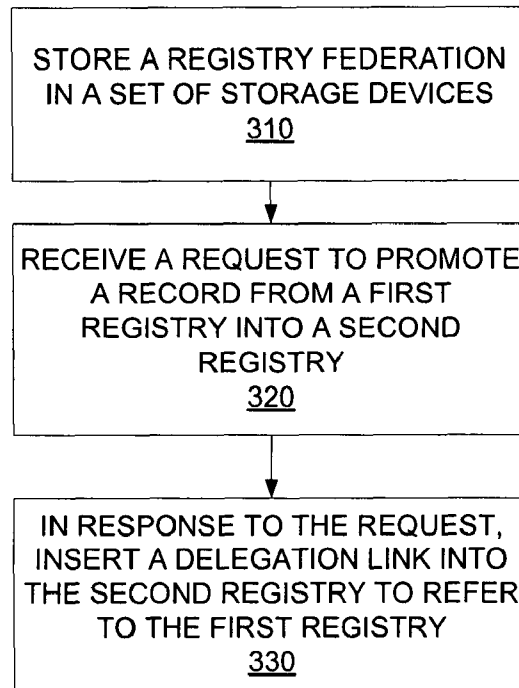 STORE A REGISTRY FEDERATION
IN A SET OF STORAGE DEVICES
310
RECEIVE A REQUEST TO PROMOTE
A RECORD FROM A FIRST
REGISTRY INTO A SECOND
REGISTRY
320
IN RESPONSE TO THE REQUEST,
INSERT A DELEGATION LINK INTO
THE SECOND REGISTRY TO REFER
TO THE FIRST REGISTRY
330